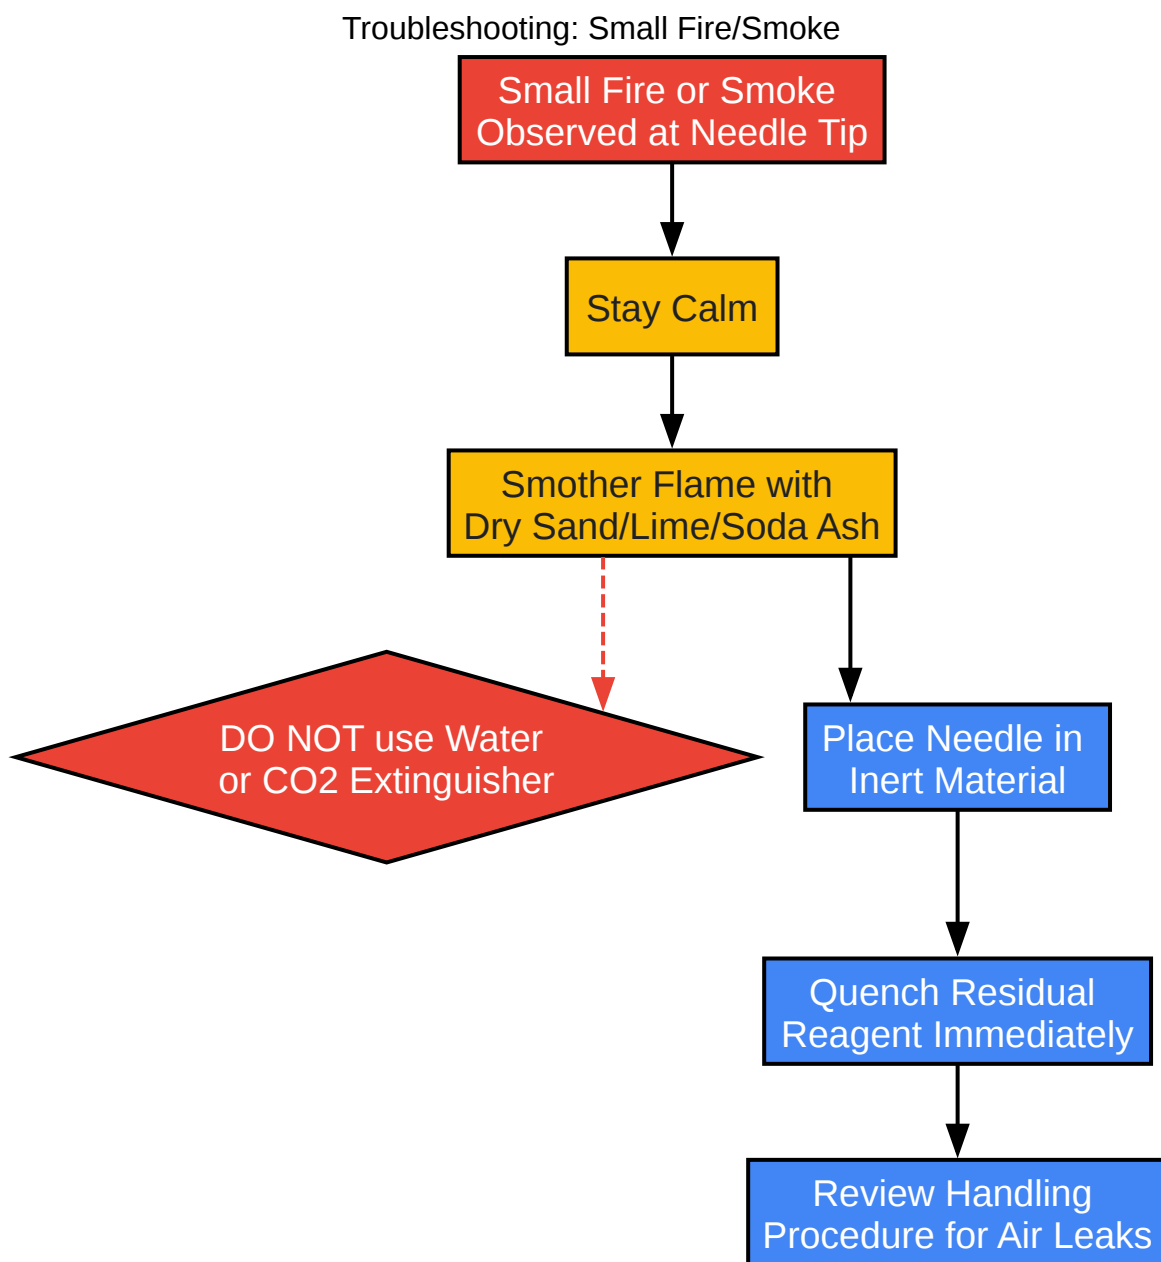 Troubleshooting: Small Fire/Smoke
Small Fire or Smoke
Observed at Needle Tip
Stay Calm
Smother Flame with
Dry Sand/Lime/Soda Ash
DO NOT use Water
or CO2 Extinguisher
Place Needle in
Inert Material
Quench Residual
Reagent Immediately
Review Handling
Procedure for Air Leaks